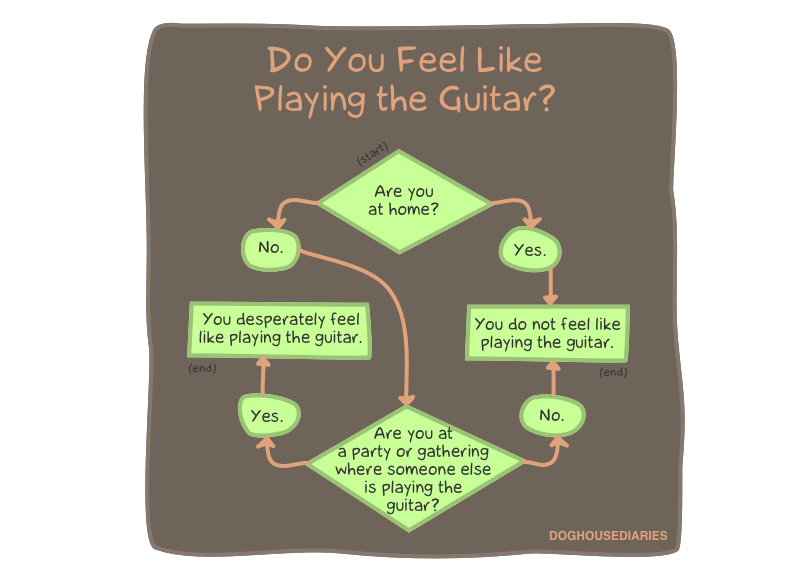 Do You Feel Like
Playing the Guitar?
(start)
Are you
at home?
No.
Yes.
You desperately feel
like playing the guitar.
(end)
You do not feel like
playing the guitar.
(end)
Yes.
No.
Are you at
a party or gathering
where someone else
is playing the
guitar?
DOGHOUSEDIARIES